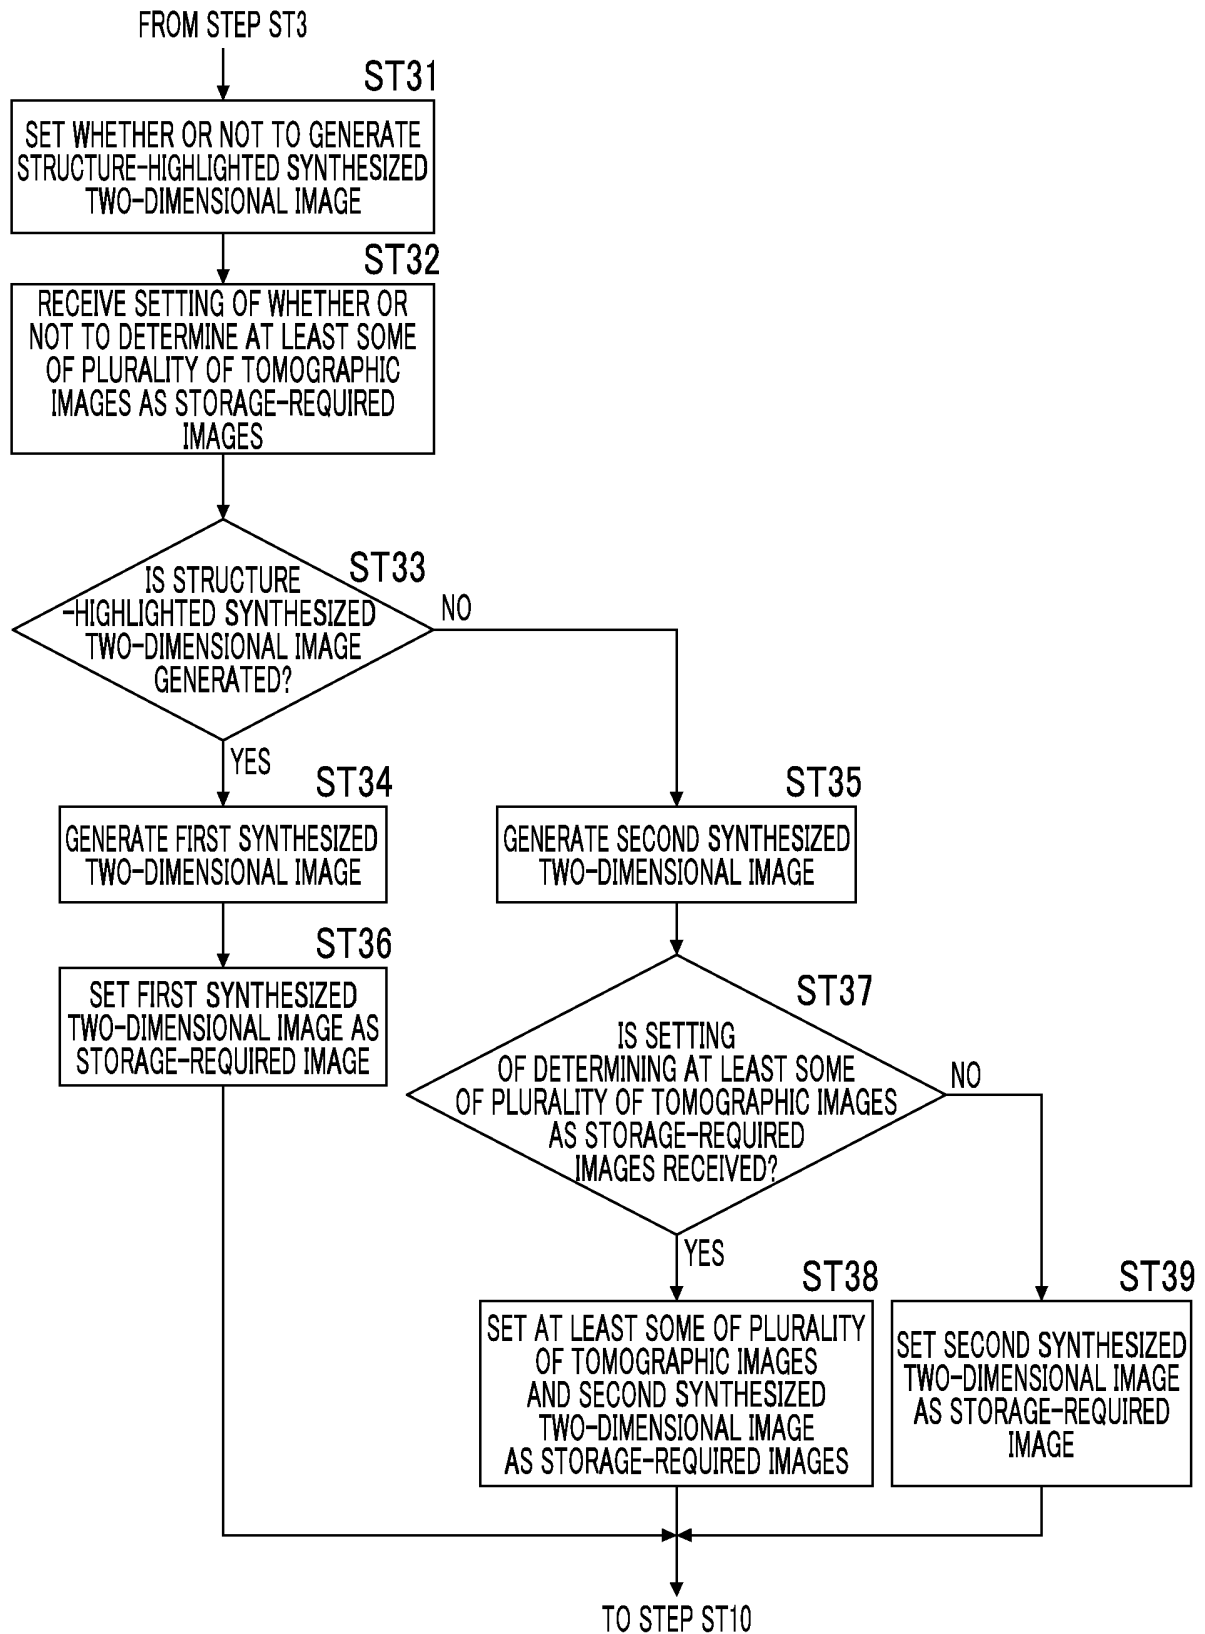 FROM STEP ST3
ST31
SET WHETHER OR NOT TO GENERATE
STRUCTURE-HIGHLIGHTED SYNTHESIZED
TWO-DIMENSIONAL IMAGE
ST32
RECEIVE SETTING OF WHETHER OR
NOT TO DETERMINE AT LEAST SOME
OF PLURALITY OF TOMOGRAPHIC
IMAGES AS STORAGE-REQUIRED
IMAGES
ST33
IS STRUCTURE
-HIGHLIGHTED SYNTHESIZED
TWO-DIMENSIONAL IMAGE
GENERATED?
NO
YES
ST34
GENERATE FIRST SYNTHESIZED
TWO-DIMENSIONAL IMAGE
ST35
GENERATE SECOND SYNTHESIZED
TWO-DIMENSIONAL IMAGE
ST36
SET FIRST SYNTHESIZED
TWO-DIMENSIONAL IMAGE AS
STORAGE-REQUIRED IMAGE
ST37
IS SETTING
OF DETERMINING AT LEAST SOME
OF PLURALITY OF TOMOGRAPHIC IMAGES
AS STORAGE-REQUIRED
IMAGES RECEIVED?
NO
YES
ST38
SET AT LEAST SOME OF PLURALITY
OF TOMOGRAPHIC IMAGES
AND SECOND SYNTHESIZED
TWO-DIMENSIONAL IMAGE
AS STORAGE-REQUIRED IMAGES
ST39
SET SECOND SYNTHESIZED
TWO-DIMENSIONAL IMAGE
AS STORAGE-REQUIRED
IMAGE
TO STEP ST10